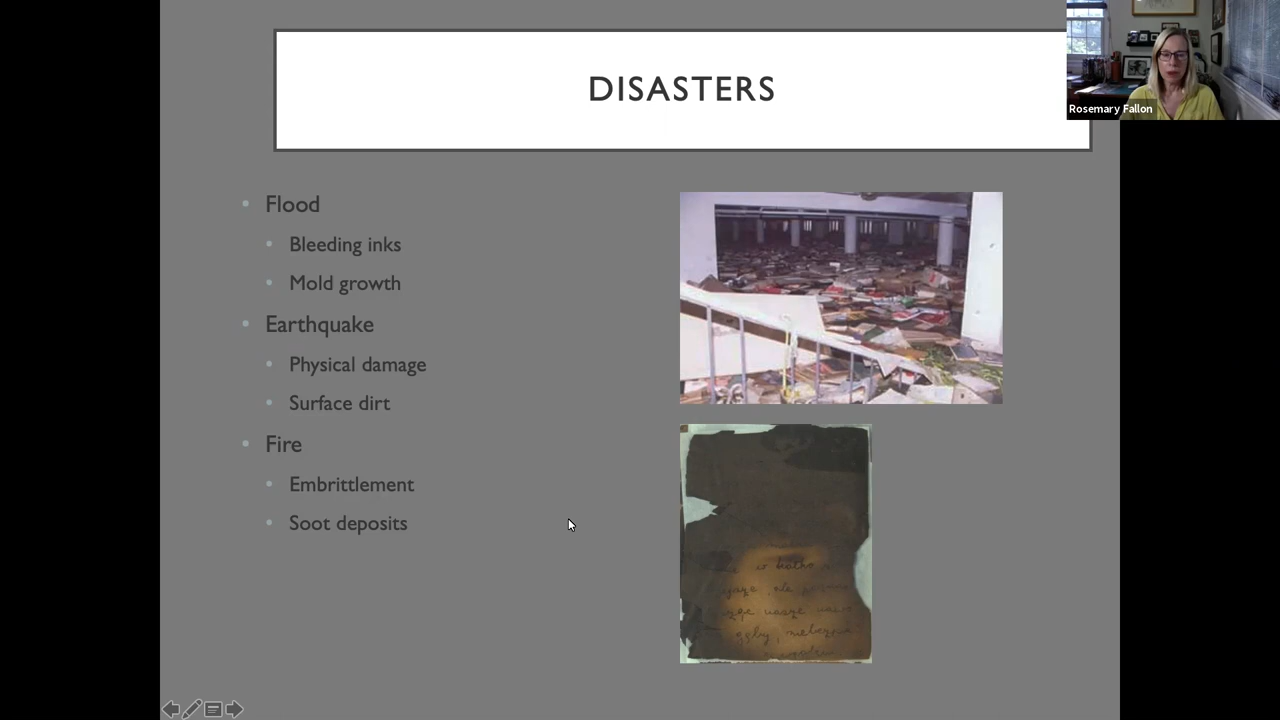 DISASTERS
Rosemary Fallon
Flood
Bleeding inks
Mold growth
Earthquake
Physical damage
Surface dirt
Fire
Embrittlement
Soot deposits